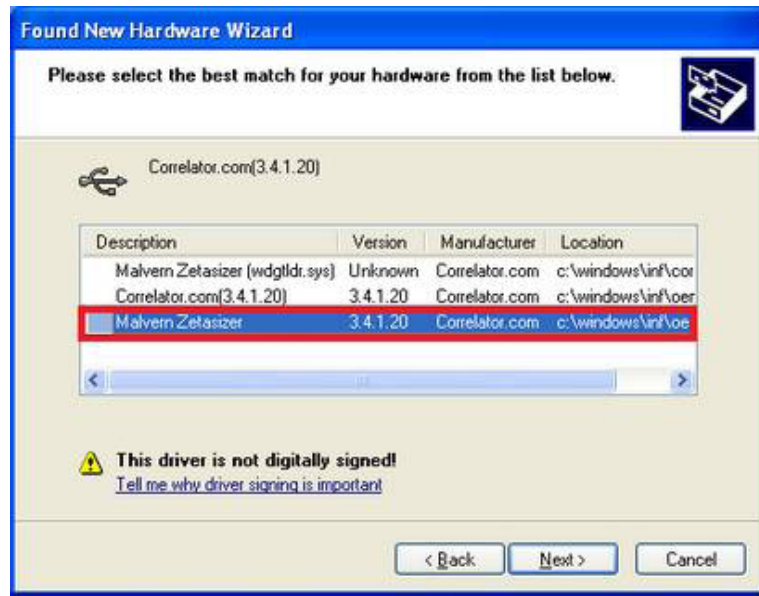 Found New Hardware Wizard
Please select the best match for your hardware from the list below.
Correlator.com(3.4.1.20)
Description Version Manufacturer Location
Malvern Zetasizer (wdgtldr.sys) Unknown Correlator.com c:\windows\inf\cor
Correlator.com(3.4.1.20) 3.4.1.20 Correlator.com c:\windows\inf\oer
Malvern Zetasizer 3.4.1.20 Correlator.com c:\windows\inf\oe
This driver is not digitally signed!
Tell me why driver signing is important
< Back Next > Cancel